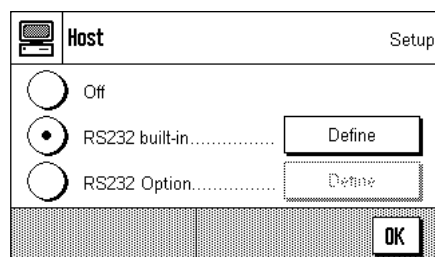 Host Setup
Off
RS232 built-in............... Define
RS232 Option............... Define
OK